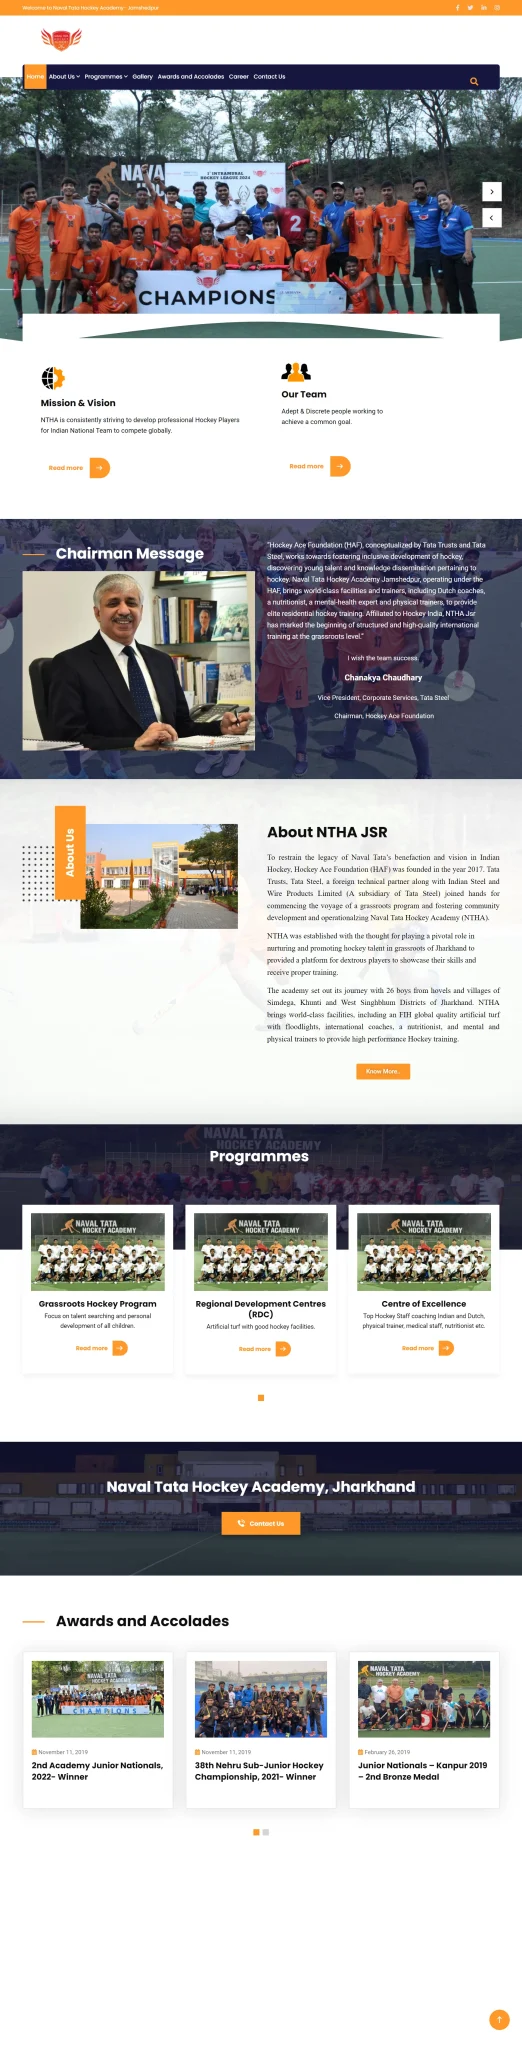 Welcome to Naval Tata Hockey Academy - Jamshedpur
Home About Us Programmes Gallery Awards and Accolades Career Contact Us
NAVA
1st INTRAMURAL
HOCKEY LEAGUE 2024
2
CHAMPIONS
Mission & Vision
NTHA is consistently striving to develop professional Hockey Players
for Indian National Team to compete globally.
Read more
Our Team
Adept & Discrete people working to
achieve a common goal.
Read more
Chairman Message
"Hockey Ace Foundation (HAF), conceptualized by Tata Trusts and Tata
Steel, works towards fostering inclusive development of hockey,
discovering young talent and knowledge dissemination pertaining to
hockey. Naval Tata Hockey Academy Jamshedpur, operating under the
HAF, brings world-class facilities and trainers, including Dutch coaches,
a nutritionist, a mental-health expert and physical trainers, to provide
elite residential hockey training. Affiliated to Hockey India, NTHA Jsr
has marked the beginning of structured and high-quality international
training at the grassroots level."
I wish the team success.
Chanakya Chaudhary
Vice President, Corporate Services, Tata Steel
Chairman, Hockey Ace Foundation
About Us
About NTHA JSR
To restrain the legacy of Naval Tata's benefaction and vision in Indian
Hockey, Hockey Ace Foundation (HAF) was founded in the year 2017. Tata
Trusts, Tata Steel, a foreign technical partner along with Indian Steel and
Wire Products Limited (A subsidiary of Tata Steel) joined hands for
commencing the voyage of a grassroots program and fostering community
development and operationalzing Naval Tata Hockey Academy (NTHA).
NTHA was established with the thought for playing a pivotal role in
nurturing and promoting hockey talent in grassroots of Jharkhand to
provided a platform for dextrous players to showcase their skills and
receive proper training.
The academy set out its journey with 26 boys from hovels and villages of
Simdega, Khunti and West Singhbhum Districts of Jharkhand. NTHA
brings world-class facilities, including an FIH global quality artificial turf
with floodlights, international coaches, a nutritionist, and mental and
physical trainers to provide high performance Hockey training.
Know More..
NAVAL TATA
HOCKEY ACADEMY
Programmes
NAVAL TATA
HOCKEY ACADEMY
Grassroots Hockey Program
Focus on talent searching and personal
development of all children.
Read more
NAVAL TATA
HOCKEY ACADEMY
Regional Development Centres
(RDC)
Artificial turf with good hockey facilities.
Read more
NAVAL TATA
HOCKEY ACADEMY
Centre of Excellence
Top Hockey Staff coaching Indian and Dutch,
physical trainer, medical staff, nutritionist etc.
Read more
Naval Tata Hockey Academy, Jharkhand
Contact Us
Awards and Accolades
NAVAL TATA
HOCKEY ACADEMY
CHAMPIONS
November 11, 2019
2nd Academy Junior Nationals,
2022- Winner
November 11, 2019
38th Nehru Sub-Junior Hockey
Championship, 2021- Winner
NAVAL TATA
HOCKEY ACADEMY
February 26, 2019
Junior Nationals – Kanpur 2019
– 2nd Bronze Medal